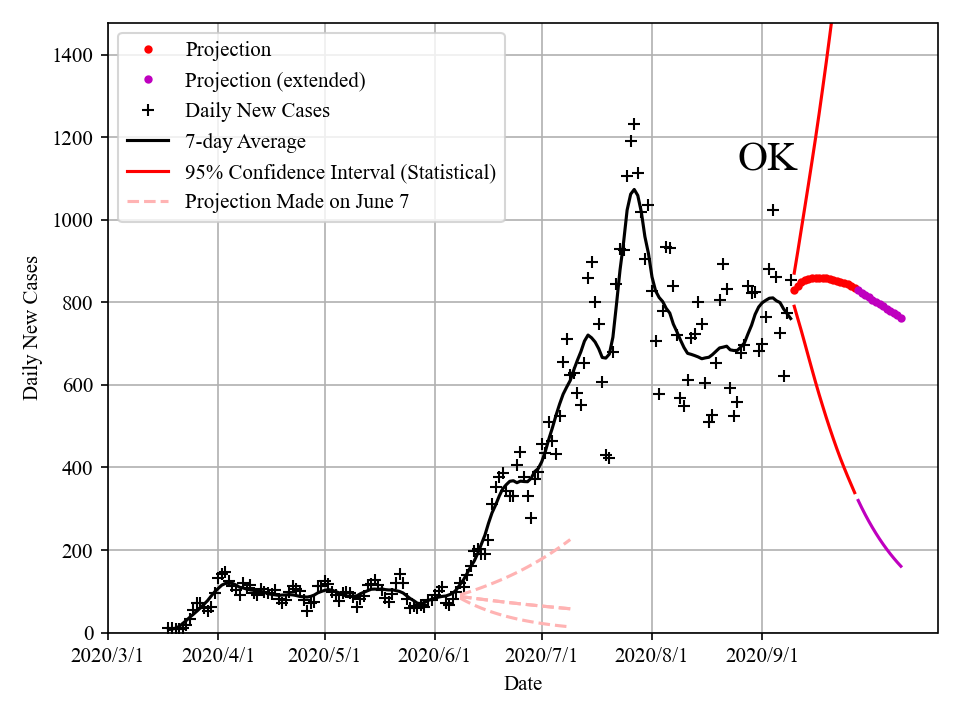 1400
1200
1000
800
600
400
200
0
Daily New Cases
Projection
Projection (extended)
Daily New Cases
7-day Average
95% Confidence Interval (Statistical)
Projection Made on June 7
OK
2020/3/1 2020/4/1 2020/5/1 2020/6/1 2020/7/1 2020/8/1 2020/9/1
Date